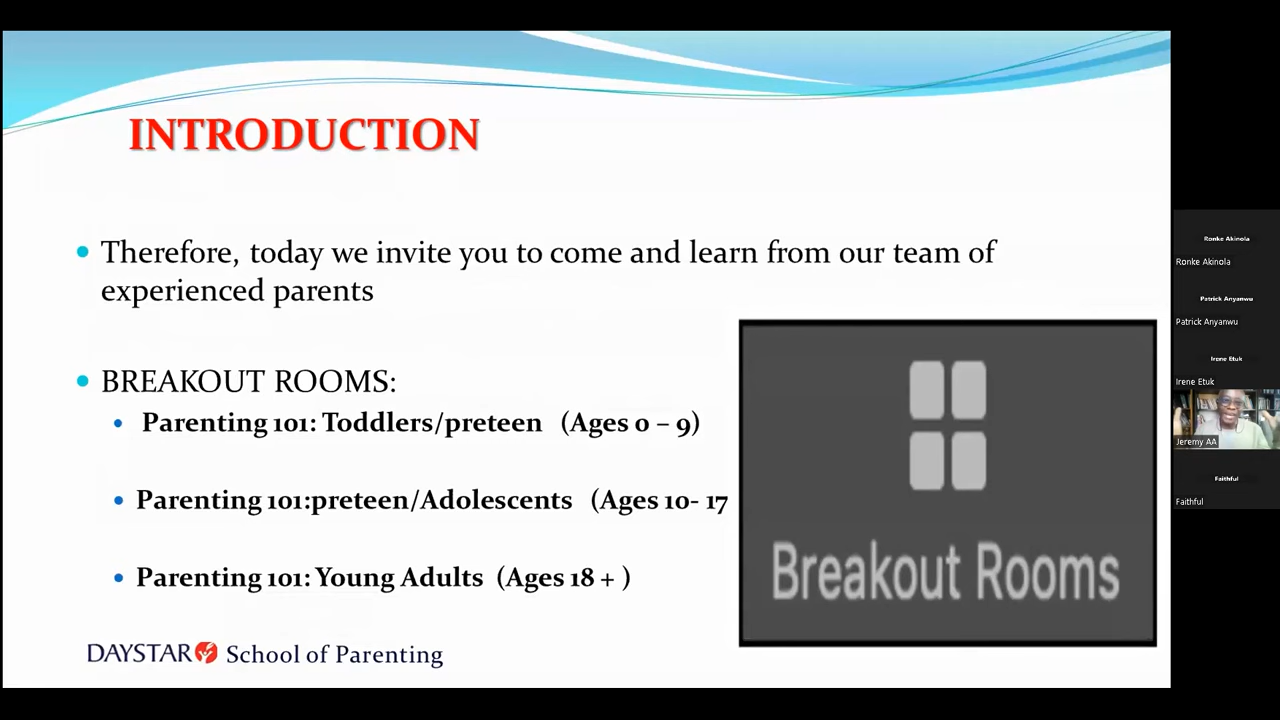 INTRODUCTION
Therefore, today we invite you to come and learn from our team of
experienced parents
BREAKOUT ROOMS:
Parenting 101: Toddlers/preteen (Ages 0 – 9)
Parenting 101:preteen/Adolescents (Ages 10- 17
Parenting 101: Young Adults (Ages 18 + )
Breakout Rooms
DAYSTAR School of Parenting
Ronke Akinola
Ronke Akinola
Patrick Anyanwu
Patrick Anyanwu
Irene Etuk
Irene Etuk
Jeremy AA
Faithful
Faithful